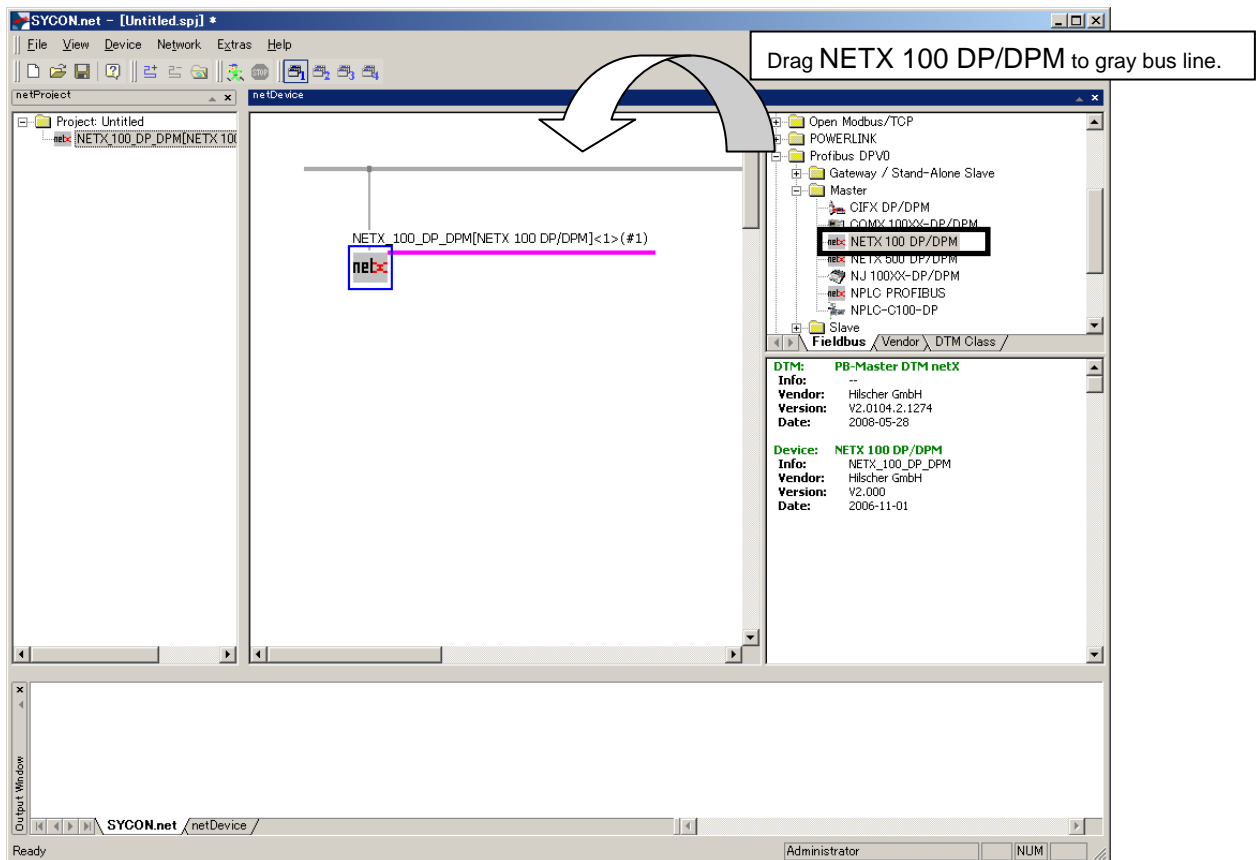 SYCON.net - [Untitled.spj] *
File View Device Network Extras Help
Drag NETX 100 DP/DPM to gray bus line.
netProject
netDevice
Project: Untitled
NETX_100_DP_DPM[NETX 100
NETX_100_DP_DPM[NETX 100 DP/DPM]<1>(#1)
netx
Open Modbus/TCP
POWERLINK
Profibus DPV0
Gateway / Stand-Alone Slave
Master
CIFX DP/DPM
COMX 100XX-DP/DPM
NETX 100 DP/DPM
NETX 500 DP/DPM
NJ 100XX-DP/DPM
NPLC PROFIBUS
NPLC-C100-DP
Slave
Fieldbus Vendor DTM Class
DTM: PB-Master DTM netX
Info: --
Vendor: Hilscher GmbH
Version: V2.0104.2.1274
Date: 2008-05-28
Device: NETX 100 DP/DPM
Info: NETX_100_DP_DPM
Vendor: Hilscher GmbH
Version: V2.000
Date: 2006-11-01
Output Window
SYCON.net netDevice
Ready
Administrator
NUM